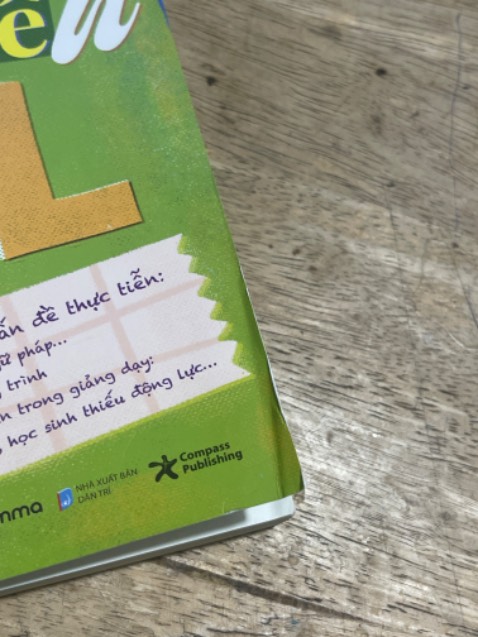 ế
L
ấn đề thực tiễn:
ữ pháp...
trình
n trong giảng dạy:
, học sinh thiếu động lực...
mma
NHÀ XUẤT BẢN
DÂN TRÍ
Compass
Publishing